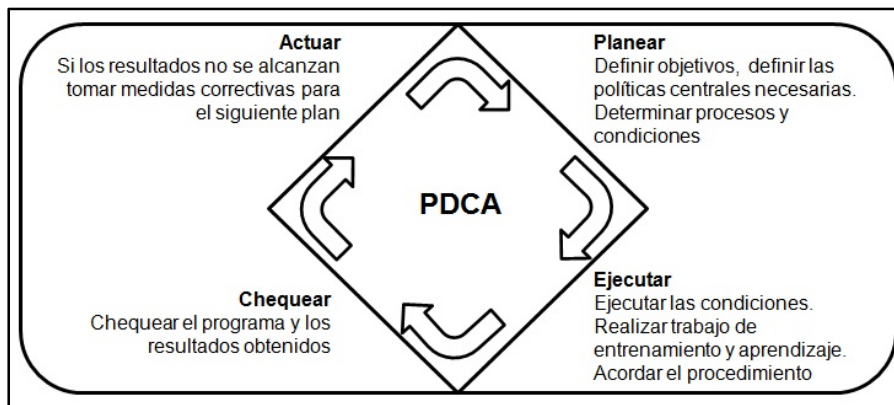 Actuar
Si los resultados no se alcanzan
tomar medidas correctivas para
el siguiente plan
Planear
Definir objetivos, definir las
políticas centrales necesarias.
Determinar procesos y
condiciones
PDCA
Chequear
Chequear el programa y los
resultados obtenidos
Ejecutar
Ejecutar las condiciones.
Realizar trabajo de
entrenamiento y aprendizaje.
Acordar el procedimiento